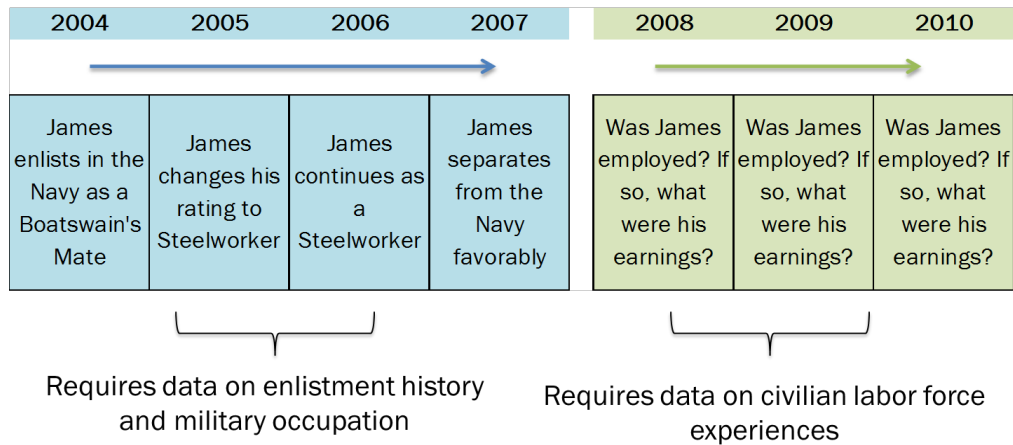 2004 2005 2006 2007 2008 2009 2010
James
enlists in the
Navy as a
Boatswain's
Mate
James
changes his
rating to
Steelworker
James
continues as
a
Steelworker
James
separates
from the
Navy
favorably
Was James
employed? If
so, what
were his
earnings?
Was James
employed? If
so, what
were his
earnings?
Was James
employed? If
so, what
were his
earnings?
Requires data on enlistment history
and military occupation
Requires data on civilian labor force
experiences